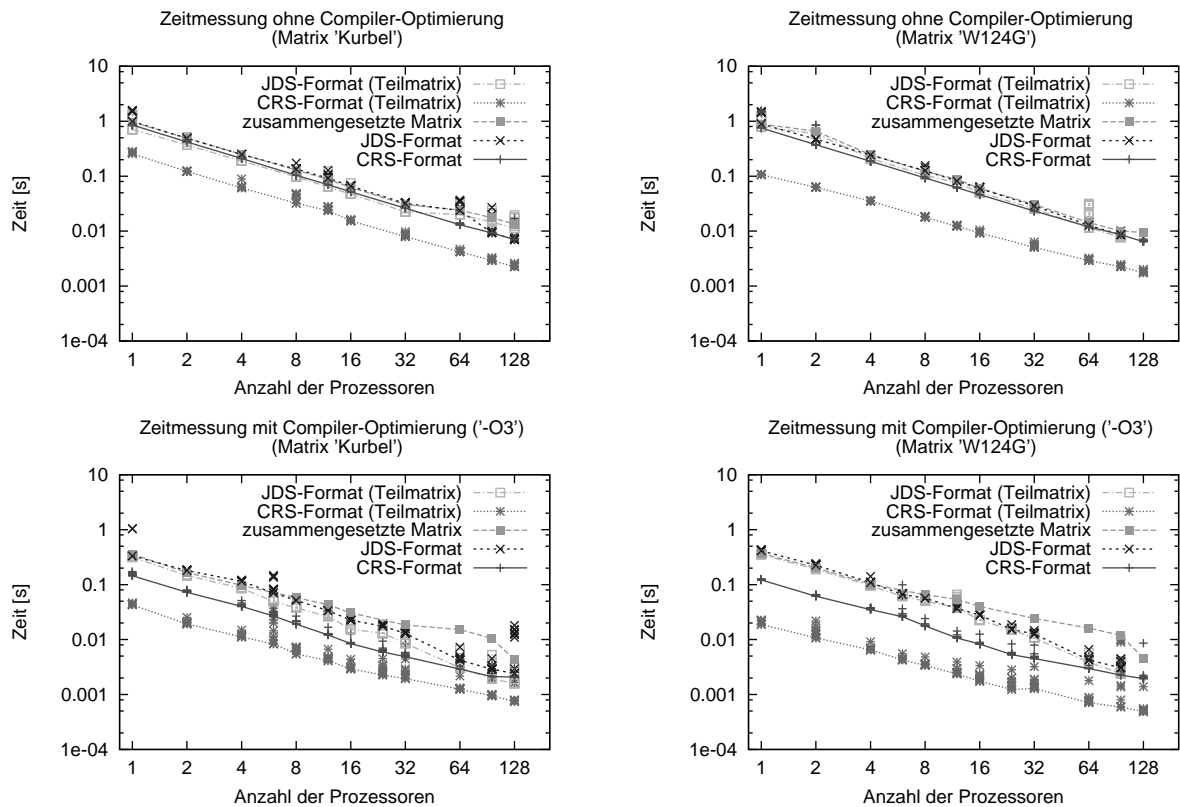 Zeitmessung ohne Compiler-Optimierung
(Matrix 'Kurbel')
10
1
0.1
0.01
0.001
1e-04
Zeit [s]
JDS-Format (Teilmatrix)
CRS-Format (Teilmatrix)
zusammengesetzte Matrix
JDS-Format
CRS-Format
1 2 4 8 16 32 64 128
Anzahl der Prozessoren
Zeitmessung ohne Compiler-Optimierung
(Matrix 'W124G')
10
1
0.1
0.01
0.001
1e-04
Zeit [s]
JDS-Format (Teilmatrix)
CRS-Format (Teilmatrix)
zusammengesetzte Matrix
JDS-Format
CRS-Format
1 2 4 8 16 32 64 128
Anzahl der Prozessoren
Zeitmessung mit Compiler-Optimierung ('-O3')
(Matrix 'Kurbel')
10
1
0.1
0.01
0.001
1e-04
Zeit [s]
JDS-Format (Teilmatrix)
CRS-Format (Teilmatrix)
zusammengesetzte Matrix
JDS-Format
CRS-Format
1 2 4 8 16 32 64 128
Anzahl der Prozessoren
Zeitmessung mit Compiler-Optimierung ('-O3')
(Matrix 'W124G')
10
1
0.1
0.01
0.001
1e-04
Zeit [s]
JDS-Format (Teilmatrix)
CRS-Format (Teilmatrix)
zusammengesetzte Matrix
JDS-Format
CRS-Format
1 2 4 8 16 32 64 128
Anzahl der Prozessoren